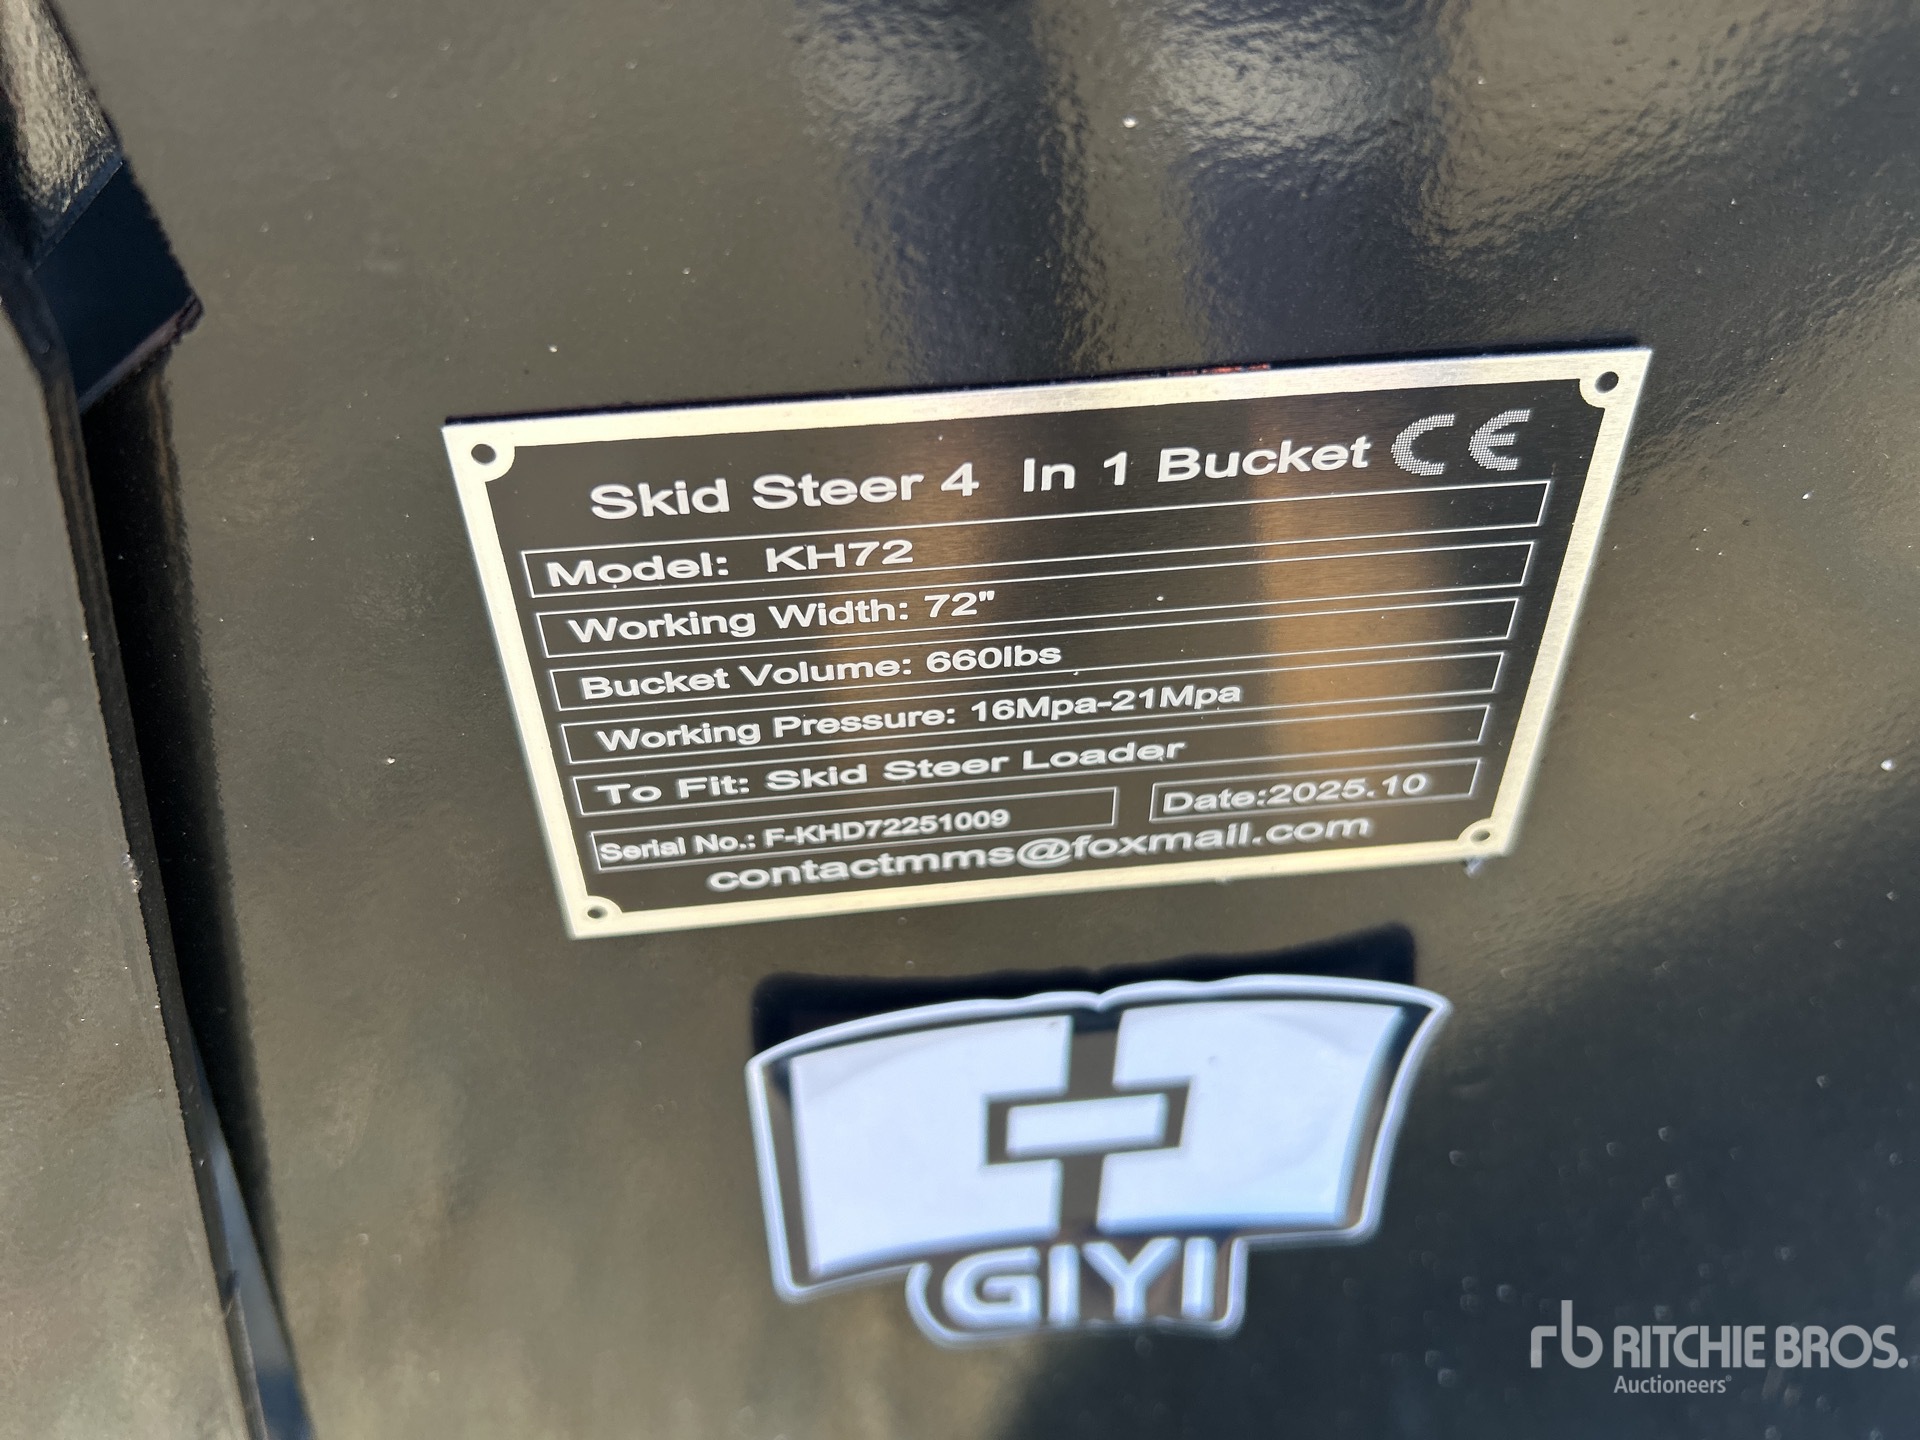 Skid Steer 4 In 1 Bucket CE
Model: KH72
Working Width: 72"
Bucket Volume: 660lbs
Working Pressure: 16Mpa-21Mpa
To Fit: Skid Steer Loader
Serial No.: F-KHD72251009 Date:2025.10
contactmms@foxmail.com
GIYI
rb RITCHIE BROS.
Auctioneers